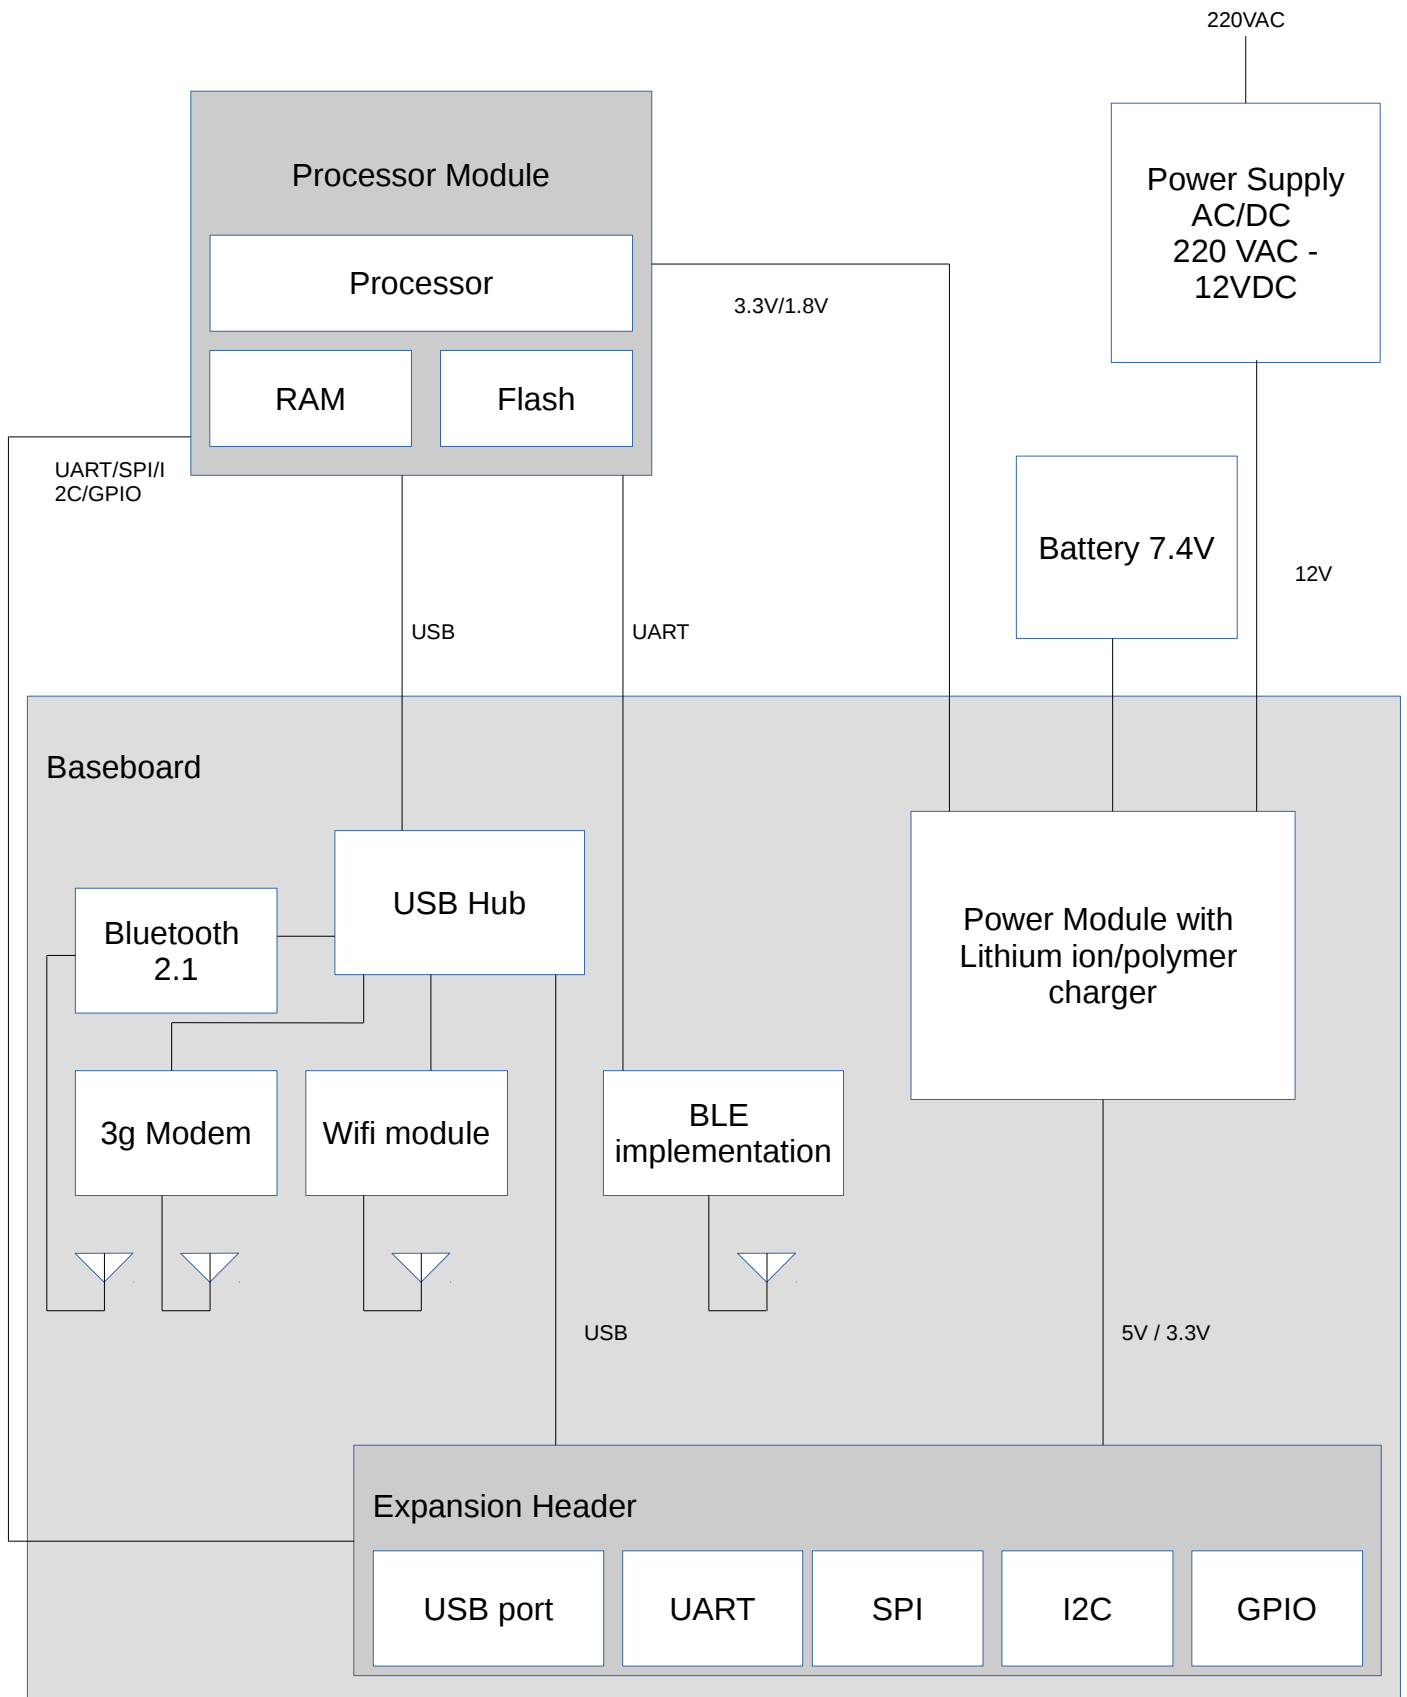 220VAC
Processor Module
Power Supply
AC/DC
220 VAC -
12VDC
Processor
3.3V/1.8V
RAM
Flash
UART/SPI/I
2C/GPIO
Battery 7.4V
12V
USB
UART
Baseboard
USB Hub
Bluetooth
2.1
Power Module with
Lithium ion/polymer
charger
3g Modem
Wifi module
BLE
implementation
USB
5V / 3.3V
Expansion Header
USB port
UART
SPI
I2C
GPIO